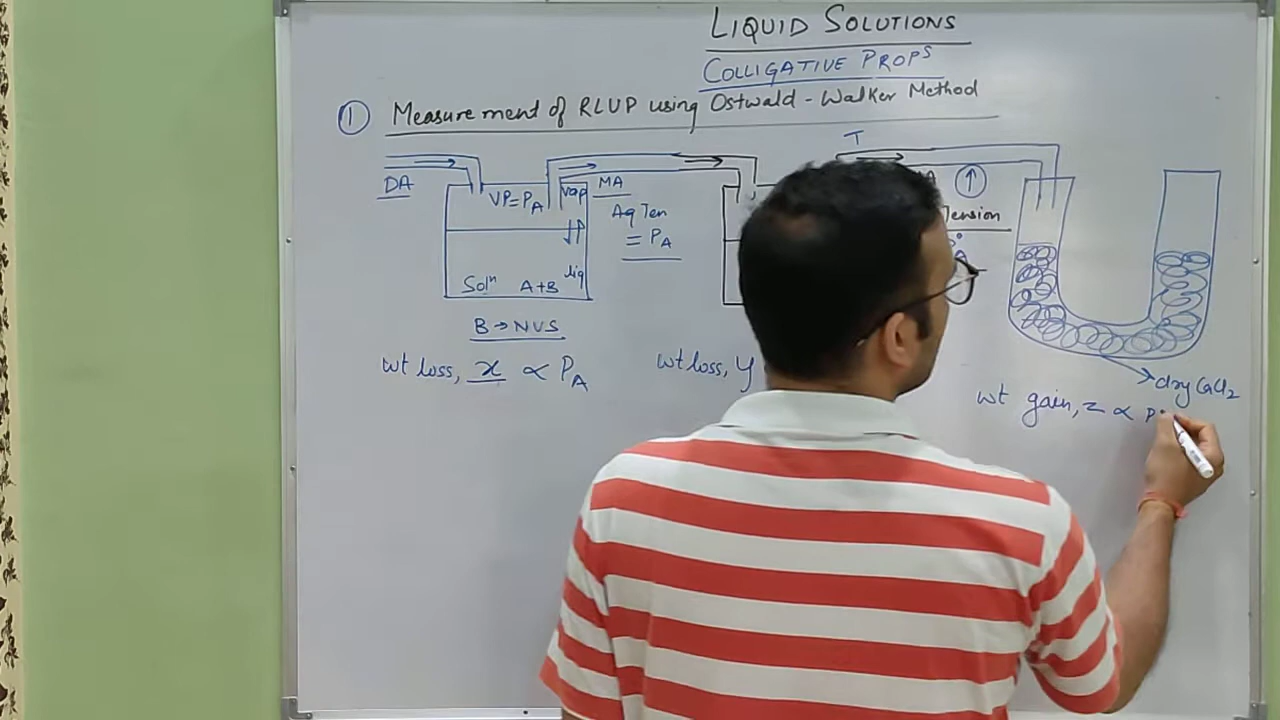 LIQUID SOLUTIONS
COLLIGATIVE PROPS
① Measurement of RLVP using Ostwald - Walker Method
T
DA
VP = PA
vap
MA
Aq Ten
= PA
Tension
Solⁿ A+B
liq
B → NVS
wt loss, x ∝ PA
wt loss, y
dry CaCl2
wt gain, z ∝ P